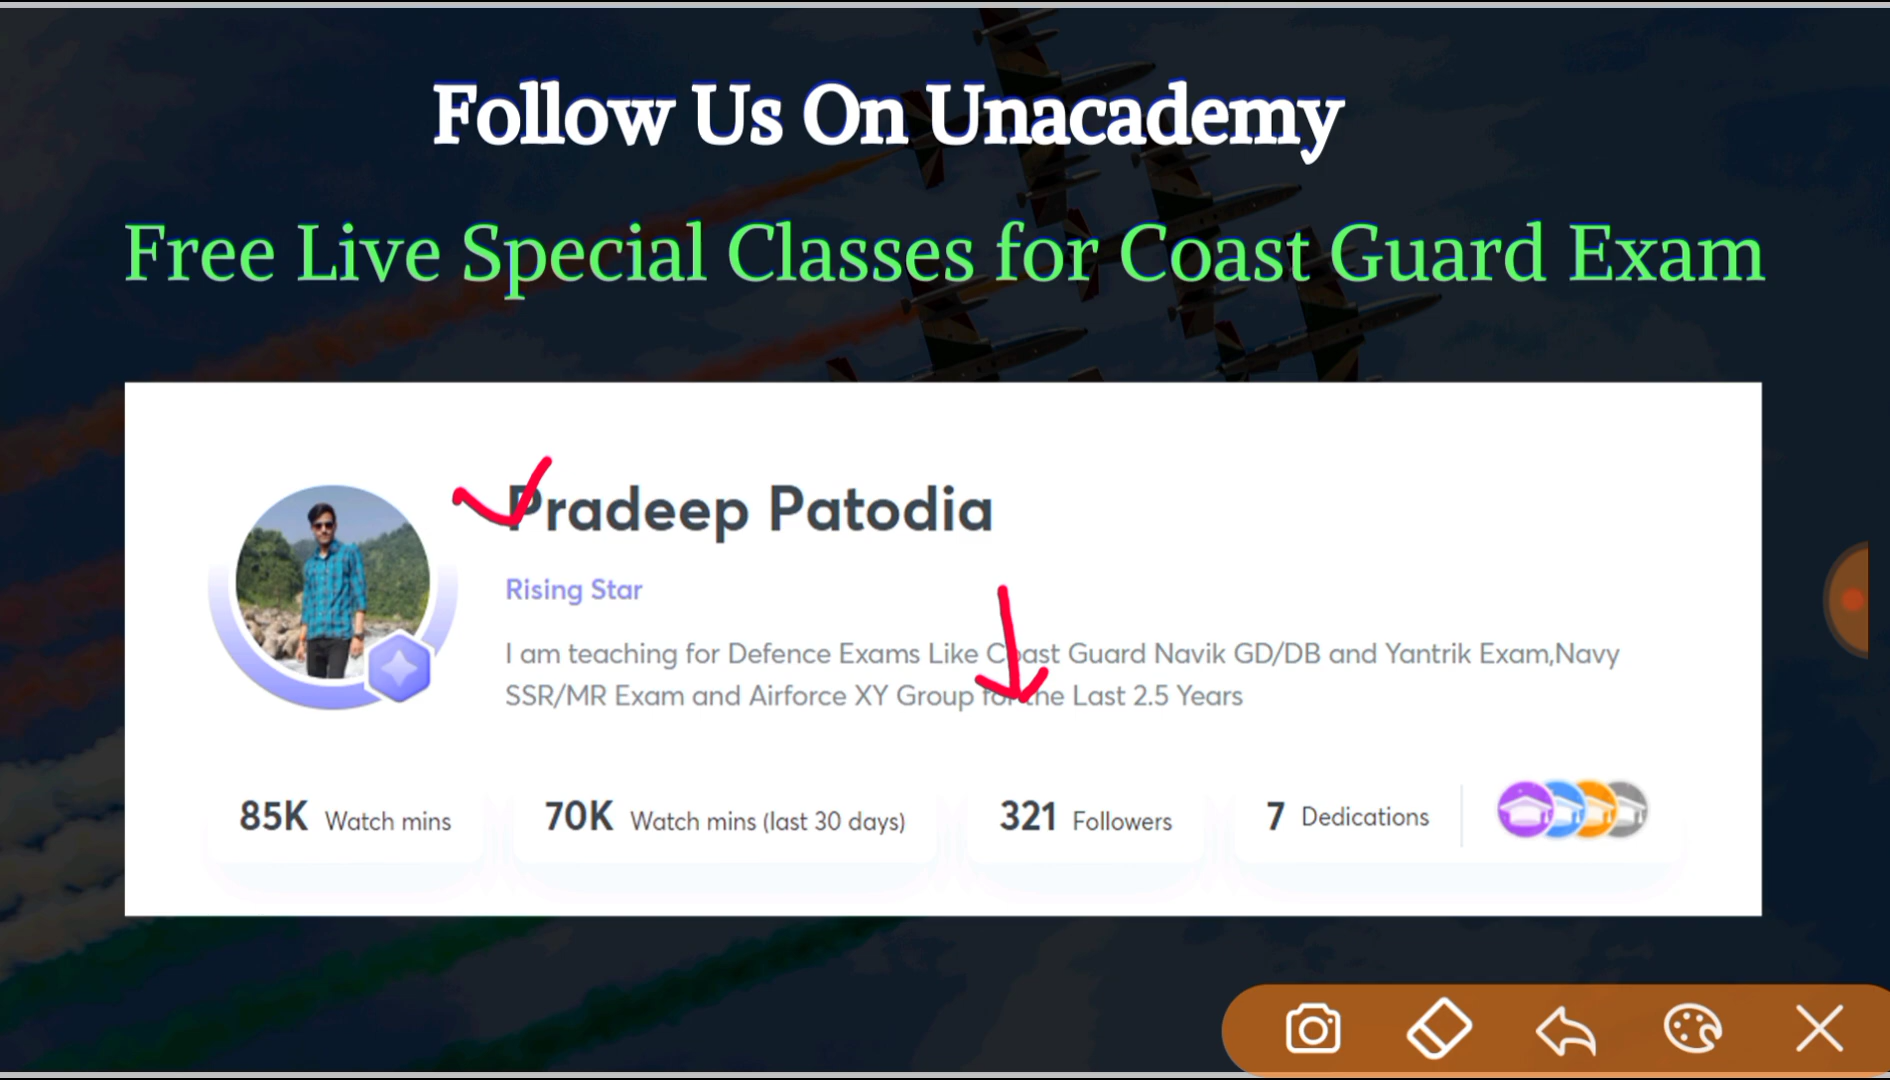 Follow Us On Unacademy
Free Live Special Classes for Coast Guard Exam
Pradeep Patodia
Rising Star
I am teaching for Defence Exams Like Coast Guard Navik GD/DB and Yantrik Exam,Navy
SSR/MR Exam and Airforce XY Group for the Last 2.5 Years
85K Watch mins 70K Watch mins (last 30 days) 321 Followers 7 Dedications